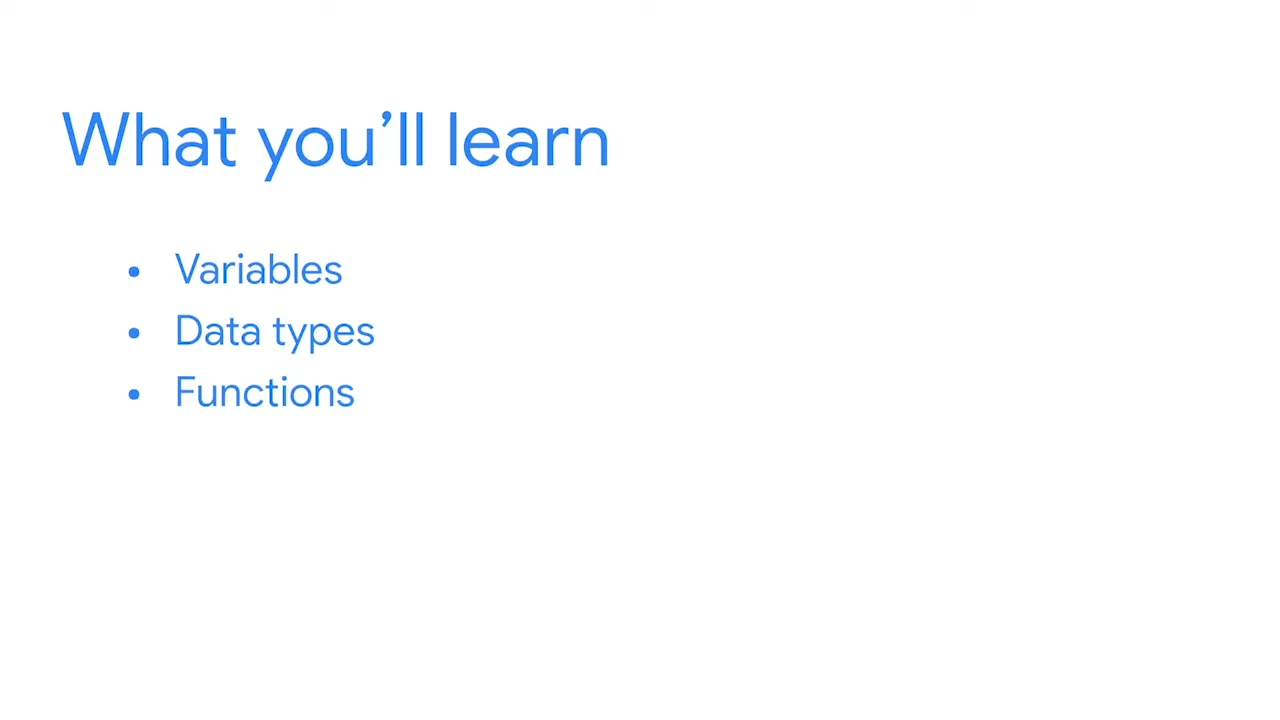 What you’ll learn
• Variables
• Data types
• Functions